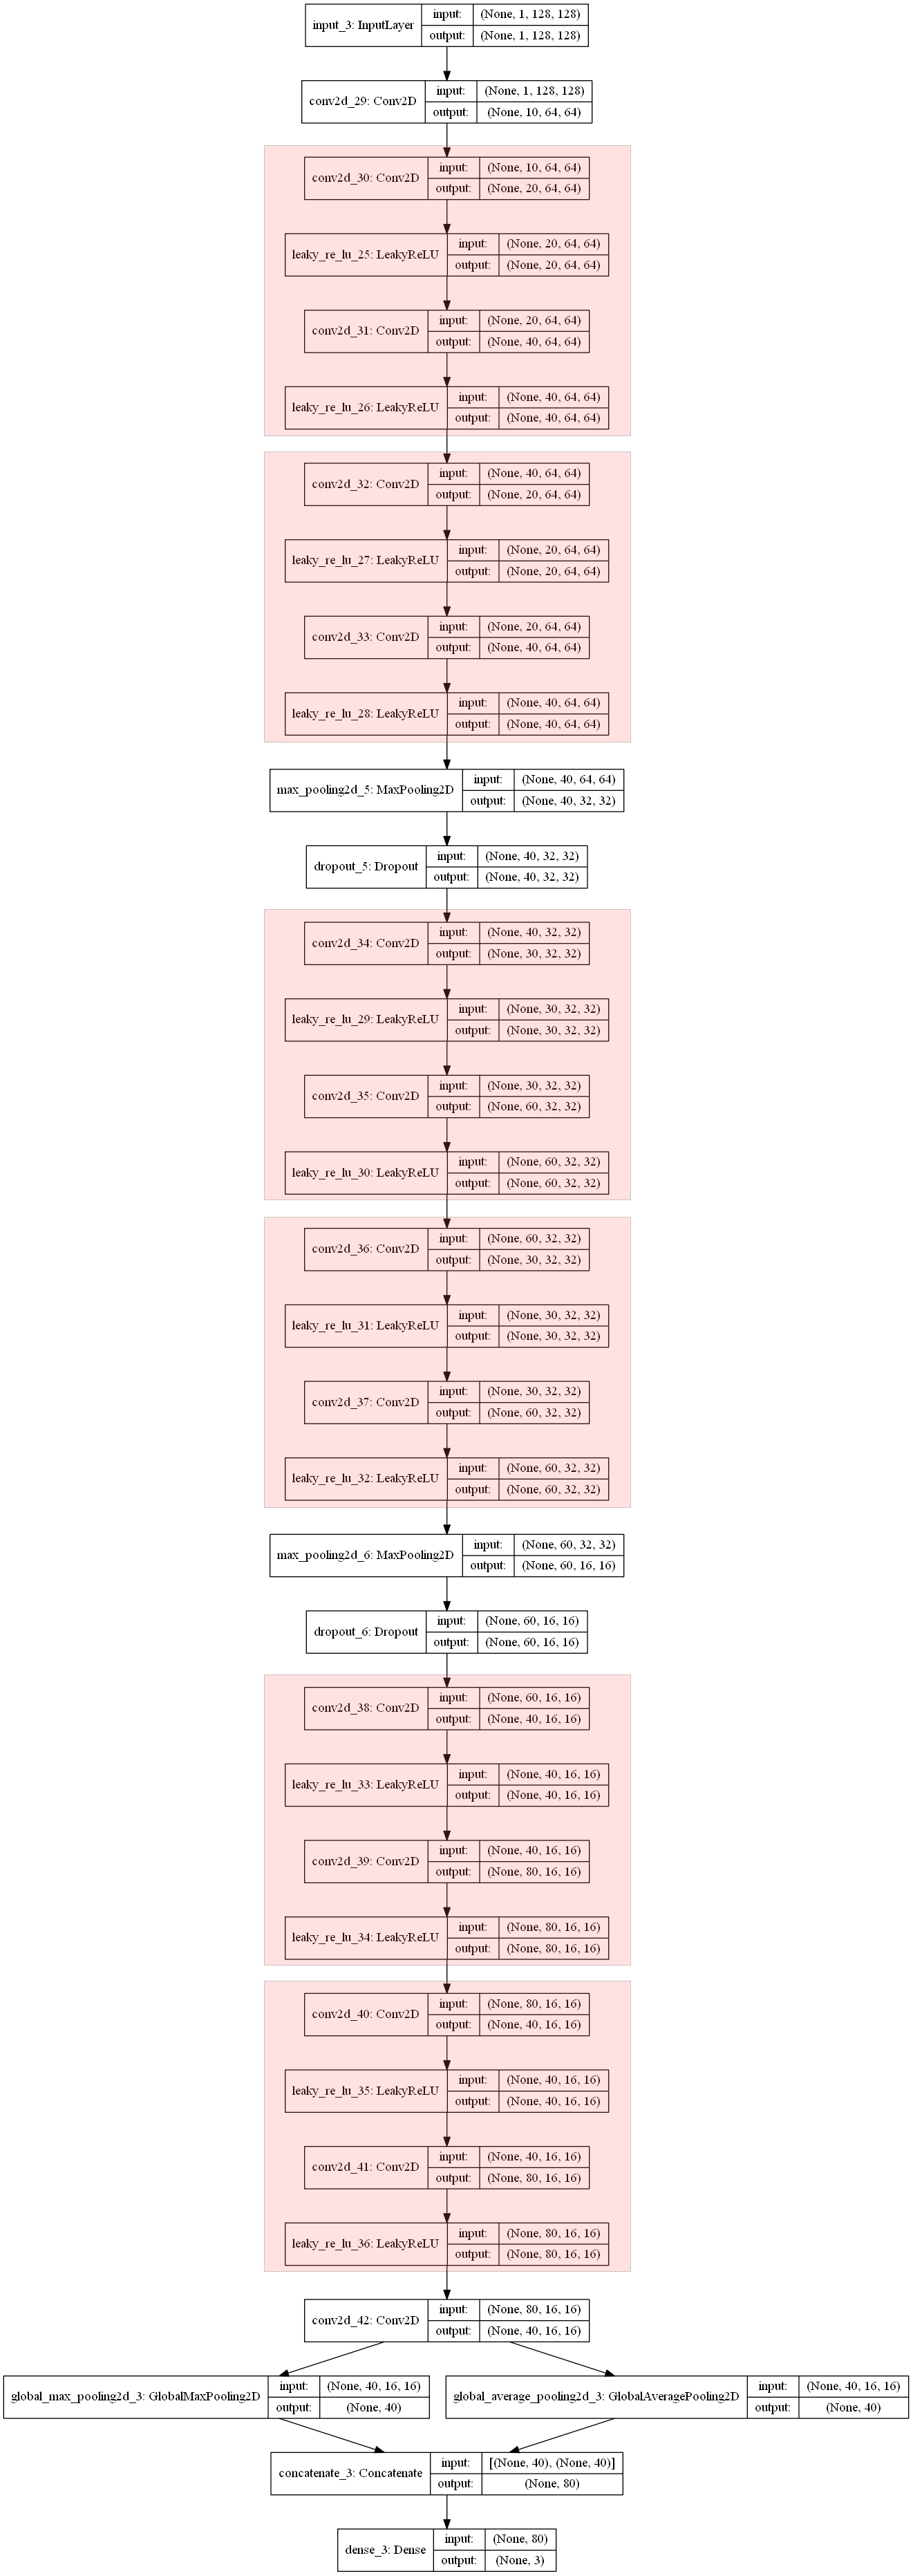 input_3: InputLayer
input: (None, 1, 128, 128)
output: (None, 1, 128, 128)
conv2d_29: Conv2D
input: (None, 1, 128, 128)
output: (None, 10, 64, 64)
conv2d_30: Conv2D
input: (None, 10, 64, 64)
output: (None, 20, 64, 64)
leaky_re_lu_25: LeakyReLU
input: (None, 20, 64, 64)
output: (None, 20, 64, 64)
conv2d_31: Conv2D
input: (None, 20, 64, 64)
output: (None, 40, 64, 64)
leaky_re_lu_26: LeakyReLU
input: (None, 40, 64, 64)
output: (None, 40, 64, 64)
conv2d_32: Conv2D
input: (None, 40, 64, 64)
output: (None, 20, 64, 64)
leaky_re_lu_27: LeakyReLU
input: (None, 20, 64, 64)
output: (None, 20, 64, 64)
conv2d_33: Conv2D
input: (None, 20, 64, 64)
output: (None, 40, 64, 64)
leaky_re_lu_28: LeakyReLU
input: (None, 40, 64, 64)
output: (None, 40, 64, 64)
max_pooling2d_5: MaxPooling2D
input: (None, 40, 64, 64)
output: (None, 40, 32, 32)
dropout_5: Dropout
input: (None, 40, 32, 32)
output: (None, 40, 32, 32)
conv2d_34: Conv2D
input: (None, 40, 32, 32)
output: (None, 30, 32, 32)
leaky_re_lu_29: LeakyReLU
input: (None, 30, 32, 32)
output: (None, 30, 32, 32)
conv2d_35: Conv2D
input: (None, 30, 32, 32)
output: (None, 60, 32, 32)
leaky_re_lu_30: LeakyReLU
input: (None, 60, 32, 32)
output: (None, 60, 32, 32)
conv2d_36: Conv2D
input: (None, 60, 32, 32)
output: (None, 30, 32, 32)
leaky_re_lu_31: LeakyReLU
input: (None, 30, 32, 32)
output: (None, 30, 32, 32)
conv2d_37: Conv2D
input: (None, 30, 32, 32)
output: (None, 60, 32, 32)
leaky_re_lu_32: LeakyReLU
input: (None, 60, 32, 32)
output: (None, 60, 32, 32)
max_pooling2d_6: MaxPooling2D
input: (None, 60, 32, 32)
output: (None, 60, 16, 16)
dropout_6: Dropout
input: (None, 60, 16, 16)
output: (None, 60, 16, 16)
conv2d_38: Conv2D
input: (None, 60, 16, 16)
output: (None, 40, 16, 16)
leaky_re_lu_33: LeakyReLU
input: (None, 40, 16, 16)
output: (None, 40, 16, 16)
conv2d_39: Conv2D
input: (None, 40, 16, 16)
output: (None, 80, 16, 16)
leaky_re_lu_34: LeakyReLU
input: (None, 80, 16, 16)
output: (None, 80, 16, 16)
conv2d_40: Conv2D
input: (None, 80, 16, 16)
output: (None, 40, 16, 16)
leaky_re_lu_35: LeakyReLU
input: (None, 40, 16, 16)
output: (None, 40, 16, 16)
conv2d_41: Conv2D
input: (None, 40, 16, 16)
output: (None, 80, 16, 16)
leaky_re_lu_36: LeakyReLU
input: (None, 80, 16, 16)
output: (None, 80, 16, 16)
conv2d_42: Conv2D
input: (None, 80, 16, 16)
output: (None, 40, 16, 16)
global_max_pooling2d_3: GlobalMaxPooling2D
input: (None, 40, 16, 16)
output: (None, 40)
global_average_pooling2d_3: GlobalAveragePooling2D
input: (None, 40, 16, 16)
output: (None, 40)
concatenate_3: Concatenate
input: [(None, 40), (None, 40)]
output: (None, 80)
dense_3: Dense
input: (None, 80)
output: (None, 3)